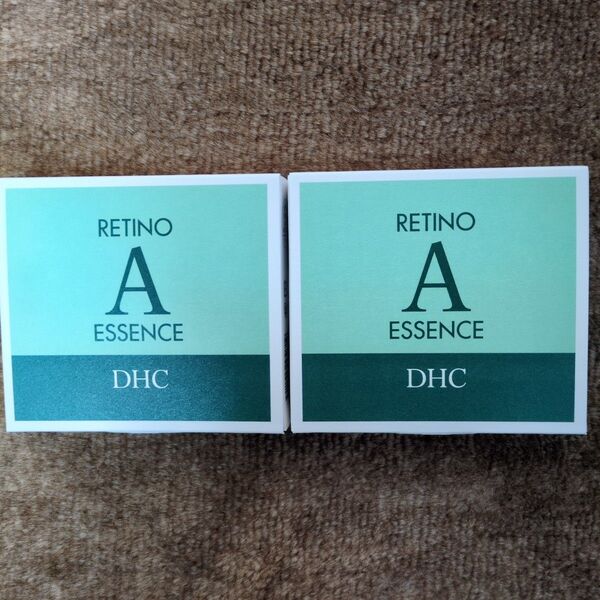 RETINO
A
ESSENCE
DHC
RETINO
A
ESSENCE
DHC